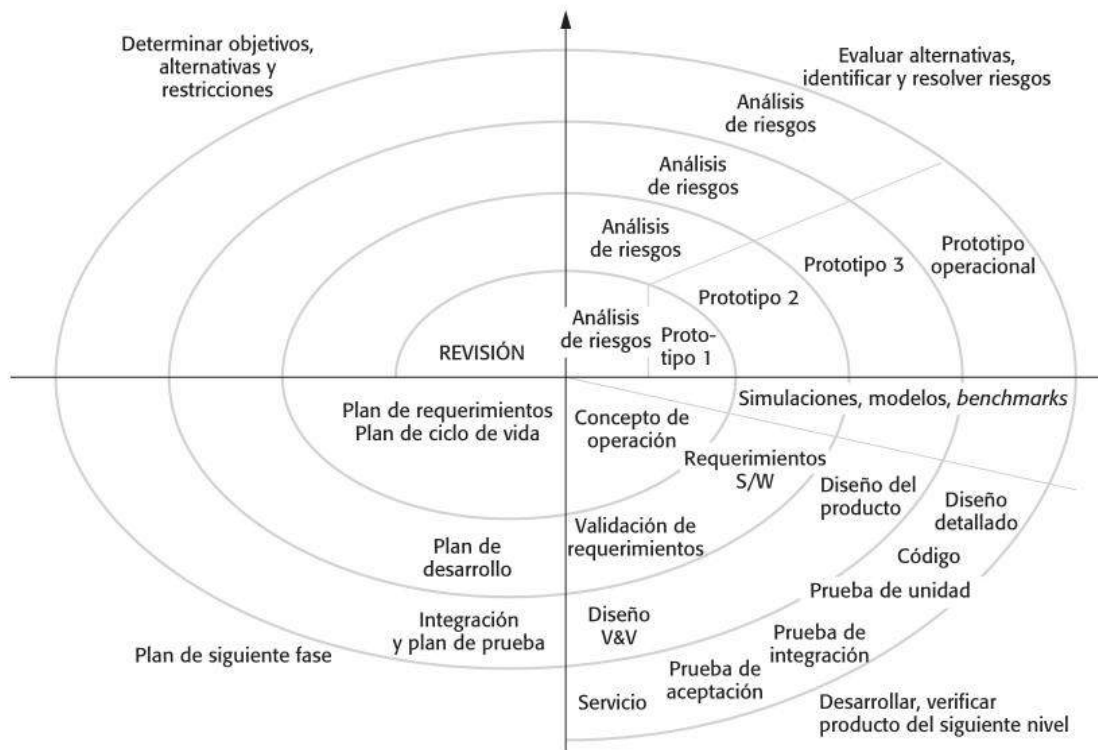 Determinar objetivos,
alternativas y
restricciones
Evaluar alternativas,
identificar y resolver riesgos
Análisis
de riesgos
Análisis
de riesgos
Análisis
de riesgos
Análisis
de riesgos
Proto-
tipo 1
Prototipo 2
Prototipo 3
Prototipo
operacional
REVISIÓN
Plan de requerimientos
Plan de ciclo de vida
Concepto de
operación
Simulaciones, modelos, benchmarks
Requerimientos
S/W
Diseño del
producto
Diseño
detallado
Código
Prueba de unidad
Validación de
requerimientos
Plan de
desarrollo
Integración
y plan de prueba
Diseño
V&V
Prueba de
integración
Prueba de
aceptación
Servicio
Plan de siguiente fase
Desarrollar, verificar
producto del siguiente nivel